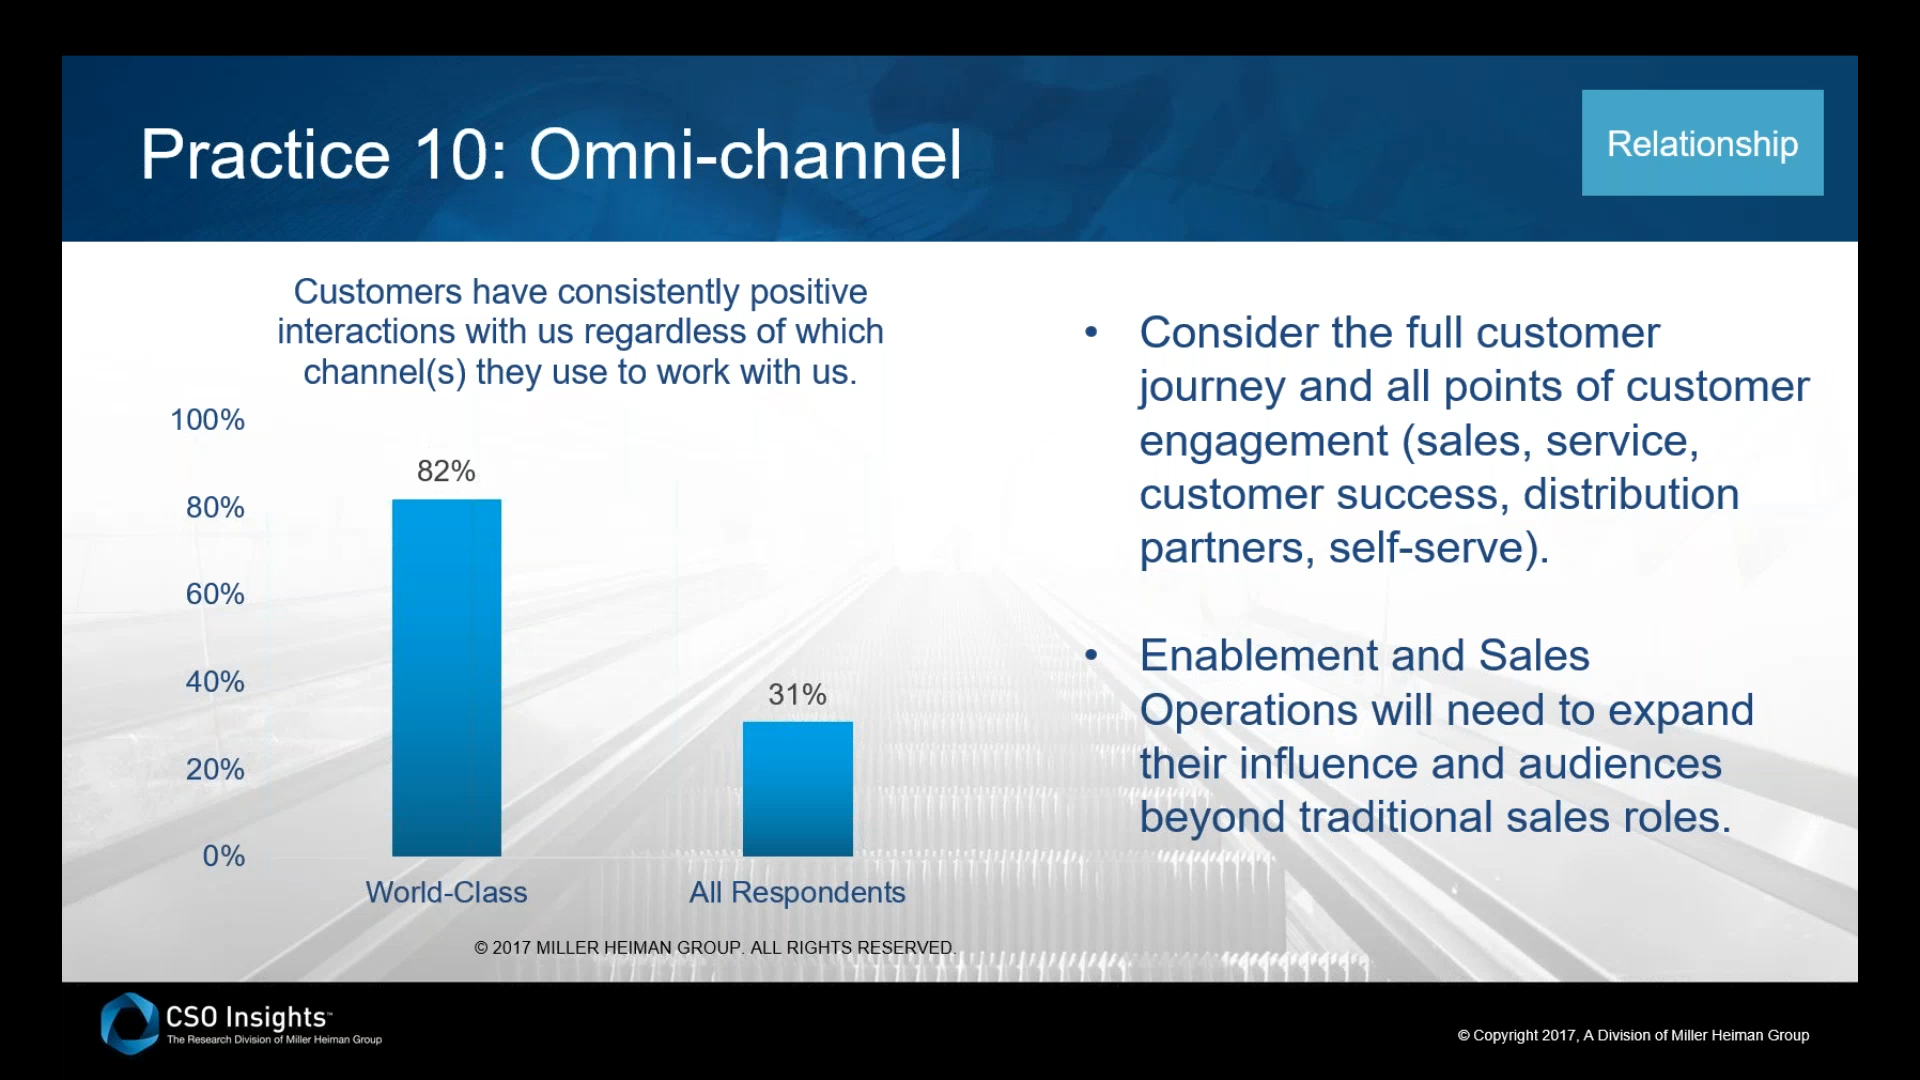 Practice 10: Omni-channel
Relationship
Customers have consistently positive
interactions with us regardless of which
channel(s) they use to work with us.
100%
80%
60%
40%
20%
0%
82%
31%
World-Class
All Respondents
© 2017 MILLER HEIMAN GROUP. ALL RIGHTS RESERVED.
• Consider the full customer
journey and all points of customer
engagement (sales, service,
customer success, distribution
partners, self-serve).
• Enablement and Sales
Operations will need to expand
their influence and audiences
beyond traditional sales roles.
CSO Insights™
The Research Division of Miller Heiman Group
© Copyright 2017, A Division of Miller Heiman Group